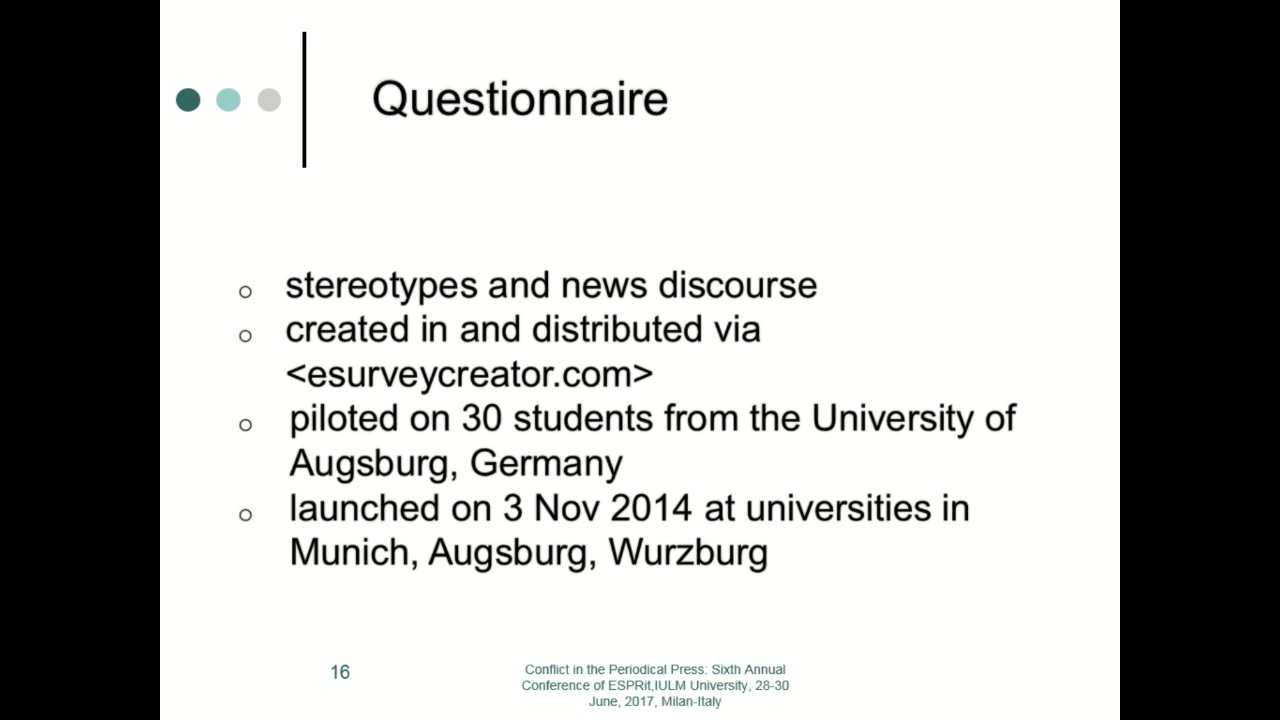 Questionnaire
stereotypes and news discourse
created in and distributed via
<esurveycreator.com>
piloted on 30 students from the University of
Augsburg, Germany
launched on 3 Nov 2014 at universities in
Munich, Augsburg, Wurzburg
16
Conflict in the Periodical Press: Sixth Annual
Conference of ESPRit,IULM University, 28-30
June, 2017, Milan-Italy